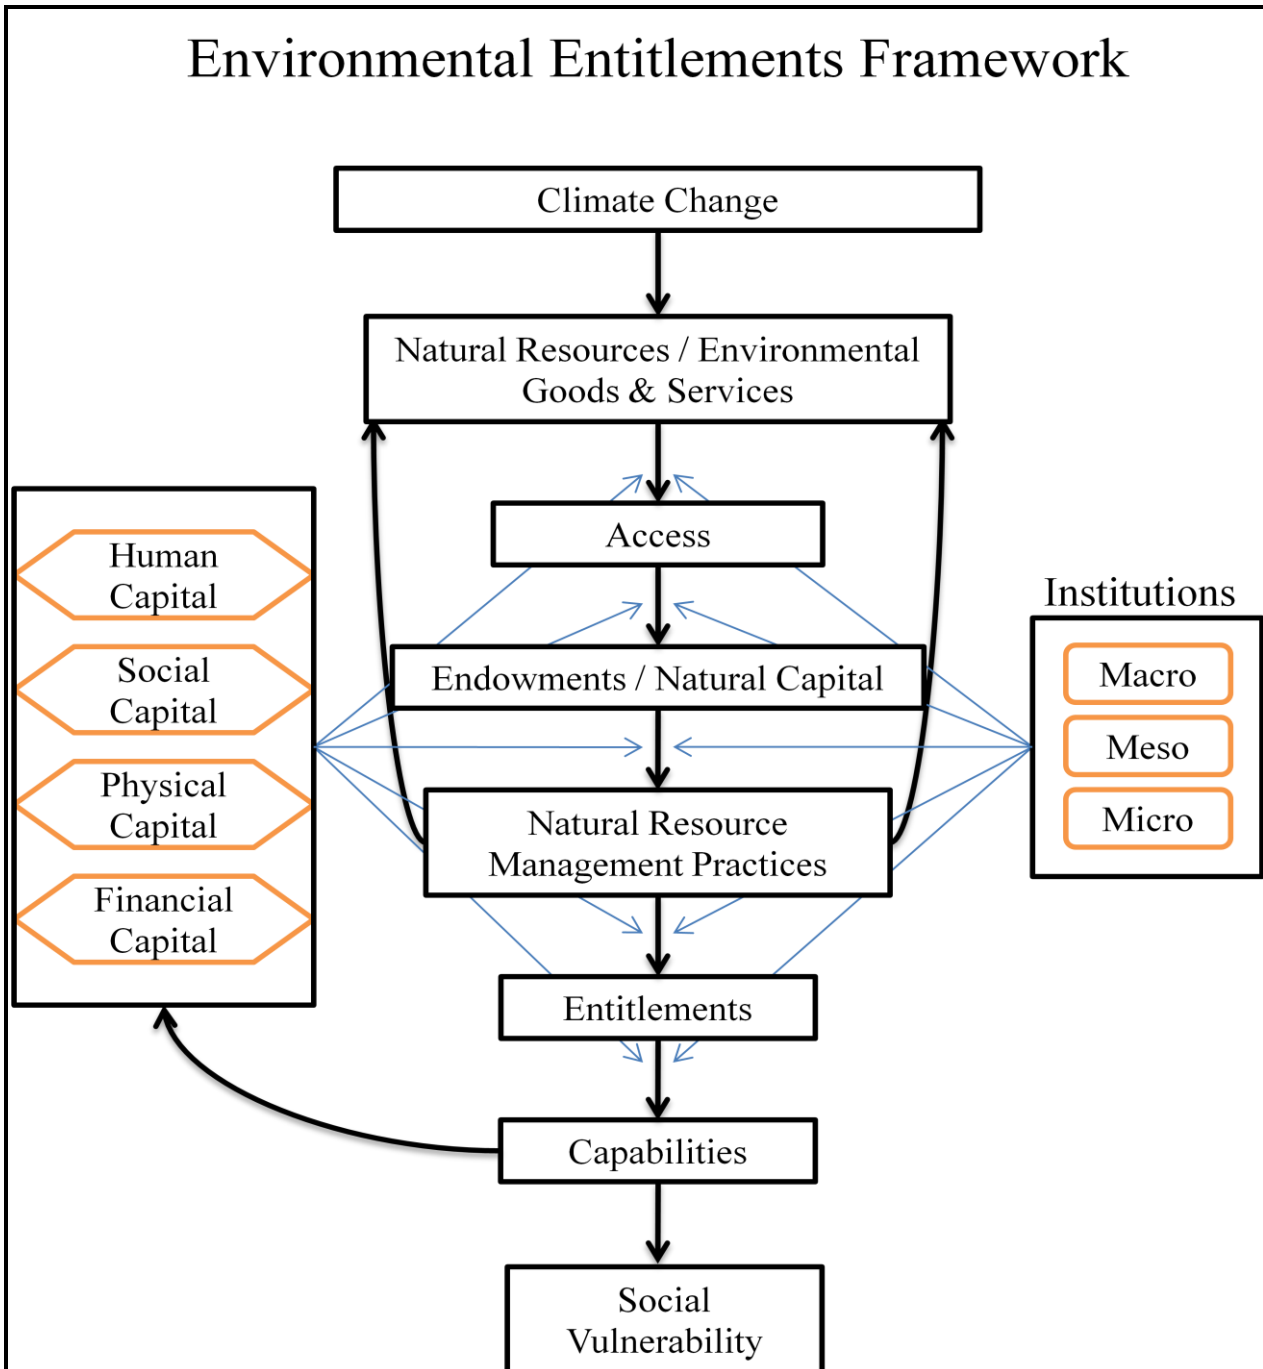 Environmental Entitlements Framework
Climate Change
Natural Resources / Environmental
Goods & Services
Access
Endowments / Natural Capital
Natural Resource
Management Practices
Entitlements
Capabilities
Social
Vulnerability
Human
Capital
Social
Capital
Physical
Capital
Financial
Capital
Institutions
Macro
Meso
Micro